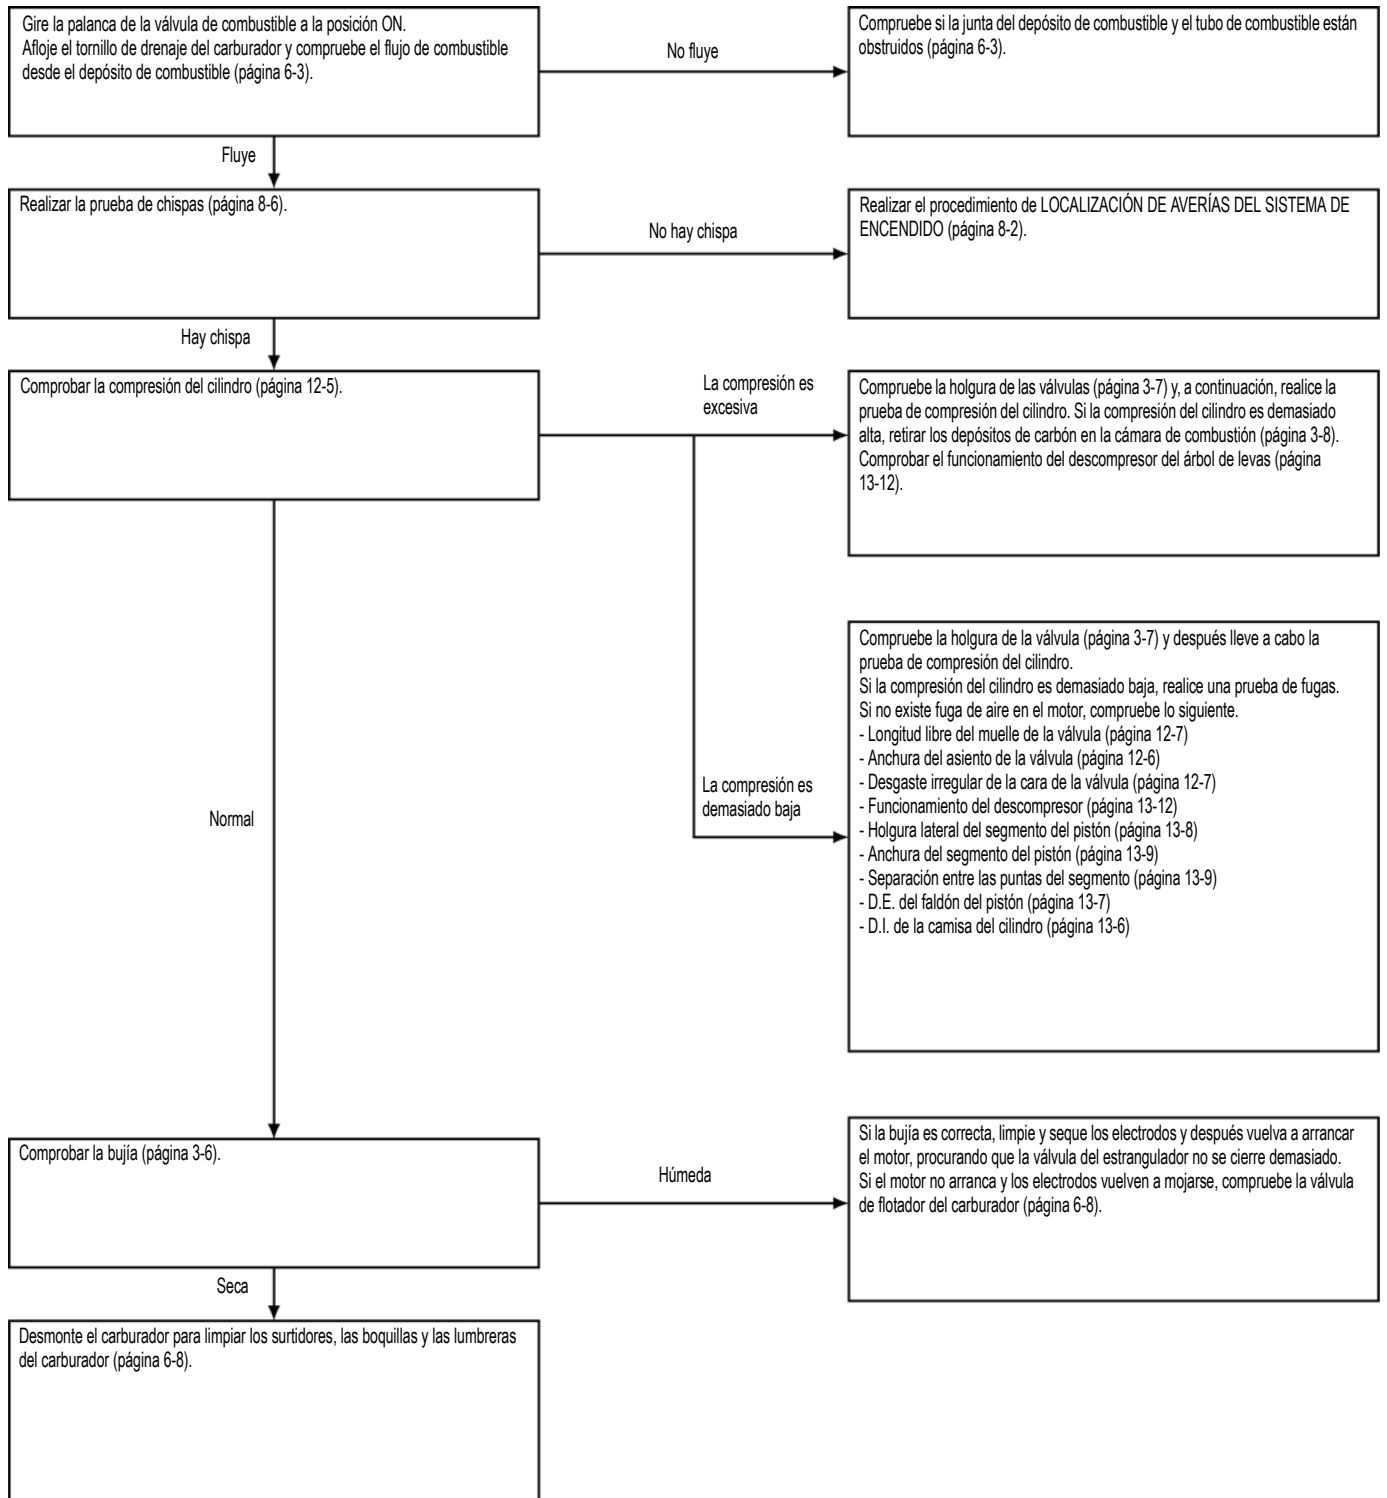 Gire la palanca de la válvula de combustible a la posición ON.
Afloje el tornillo de drenaje del carburador y compruebe el flujo de combustible
desde el depósito de combustible (página 6-3).
No fluye
Compruebe si la junta del depósito de combustible y el tubo de combustible están
obstruidos (página 6-3).
Fluye
Realizar la prueba de chispas (página 8-6).
No hay chispa
Realizar el procedimiento de LOCALIZACIÓN DE AVERÍAS DEL SISTEMA DE
ENCENDIDO (página 8-2).
Hay chispa
Comprobar la compresión del cilindro (página 12-5).
La compresión es
excesiva
Compruebe la holgura de las válvulas (página 3-7) y, a continuación, realice la
prueba de compresión del cilindro. Si la compresión del cilindro es demasiado
alta, retirar los depósitos de carbón en la cámara de combustión (página 3-8).
Comprobar el funcionamiento del descompresor del árbol de levas (página
13-12).
La compresión es
demasiado baja
Compruebe la holgura de la válvula (página 3-7) y después lleve a cabo la
prueba de compresión del cilindro.
Si la compresión del cilindro es demasiado baja, realice una prueba de fugas.
Si no existe fuga de aire en el motor, compruebe lo siguiente.
- Longitud libre del muelle de la válvula (página 12-7)
- Anchura del asiento de la válvula (página 12-6)
- Desgaste irregular de la cara de la válvula (página 12-7)
- Funcionamiento del descompresor (página 13-12)
- Holgura lateral del segmento del pistón (página 13-8)
- Anchura del segmento del pistón (página 13-9)
- Separación entre las puntas del segmento (página 13-9)
- D.E. del faldón del pistón (página 13-7)
- D.I. de la camisa del cilindro (página 13-6)
Normal
Comprobar la bujía (página 3-6).
Húmeda
Si la bujía es correcta, limpie y seque los electrodos y después vuelva a arrancar
el motor, procurando que la válvula del estrangulador no se cierre demasiado.
Si el motor no arranca y los electrodos vuelven a mojarse, compruebe la válvula
de flotador del carburador (página 6-8).
Seca
Desmonte el carburador para limpiar los surtidores, las boquillas y las lumbreras
del carburador (página 6-8).